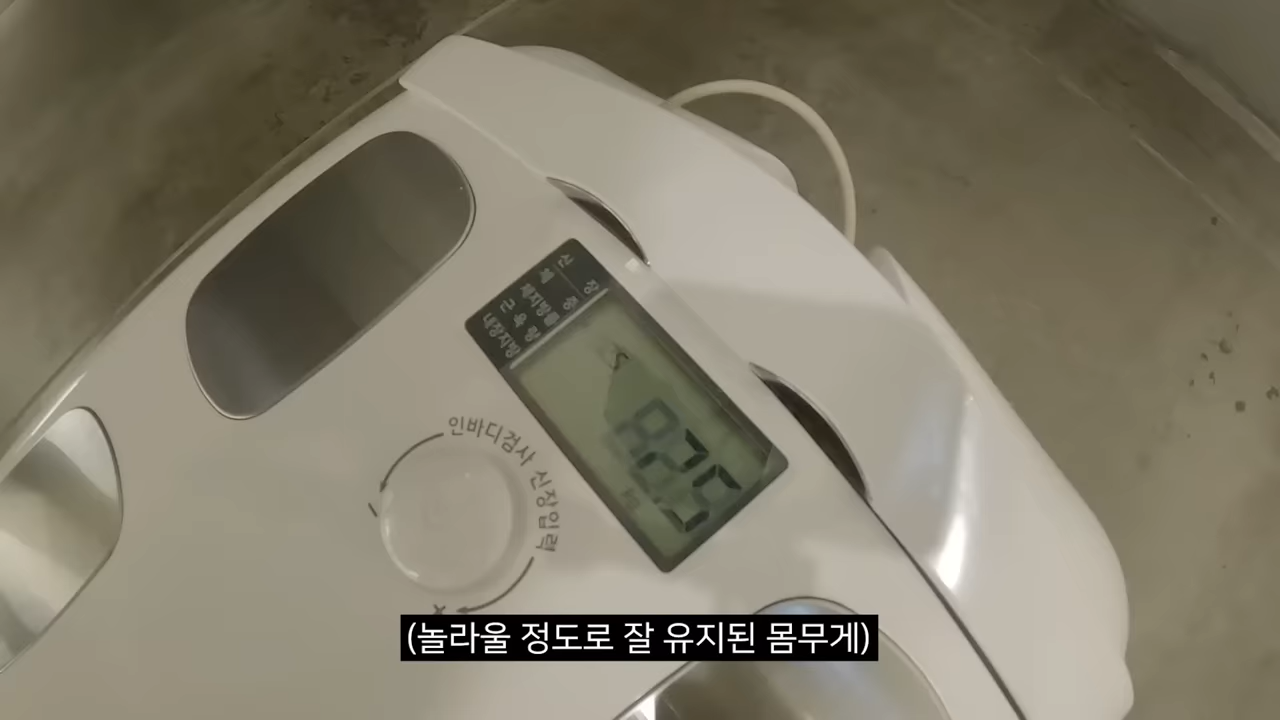 신 장
체 중
체지방률
근 육 량
내장지방
kg
인바디검사 신장입력
-
+
(놀라울 정도로 잘 유지된 몸무게)